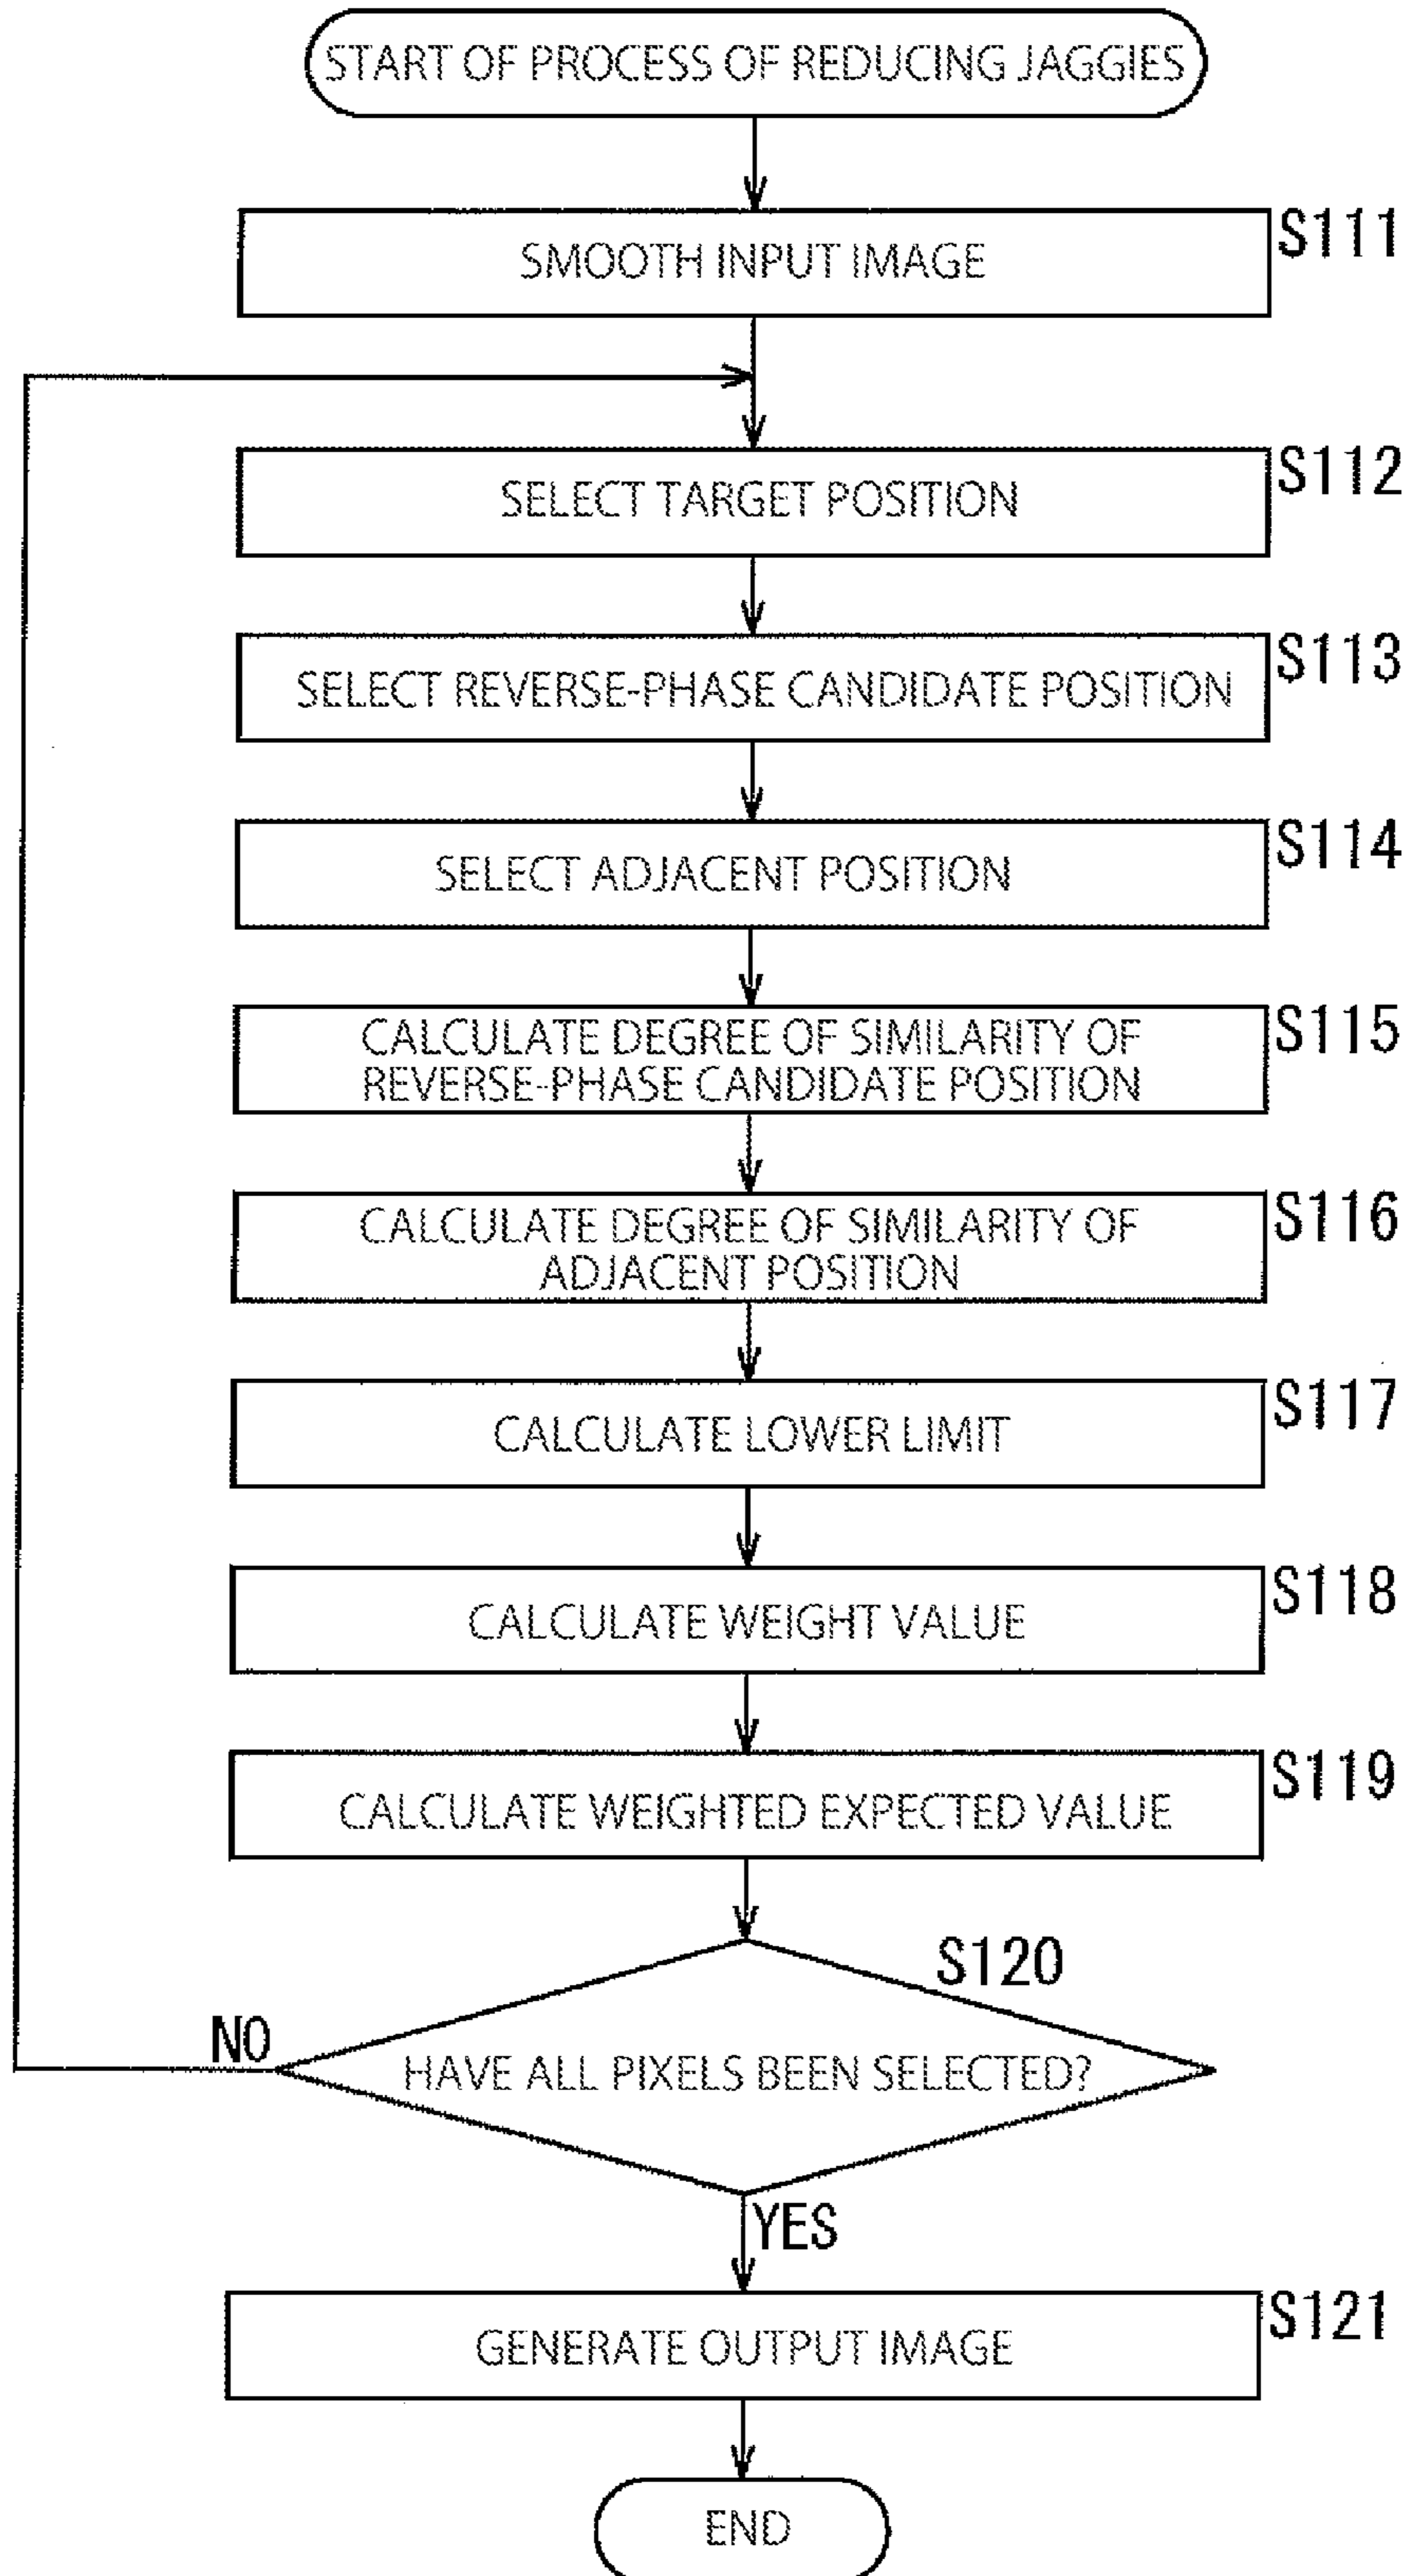 START OF PROCESS OF REDUCING JAGGIES
S111
SMOOTH INPUT IMAGE
S112
SELECT TARGET POSITION
S113
SELECT REVERSE-PHASE CANDIDATE POSITION
S114
SELECT ADJACENT POSITION
S115
CALCULATE DEGREE OF SIMILARITY OF
REVERSE-PHASE CANDIDATE POSITION
S116
CALCULATE DEGREE OF SIMILARITY OF
ADJACENT POSITION
S117
CALCULATE LOWER LIMIT
S118
CALCULATE WEIGHT VALUE
S119
CALCULATE WEIGHTED EXPECTED VALUE
S120
NO
HAVE ALL PIXELS BEEN SELECTED?
YES
S121
GENERATE OUTPUT IMAGE
END